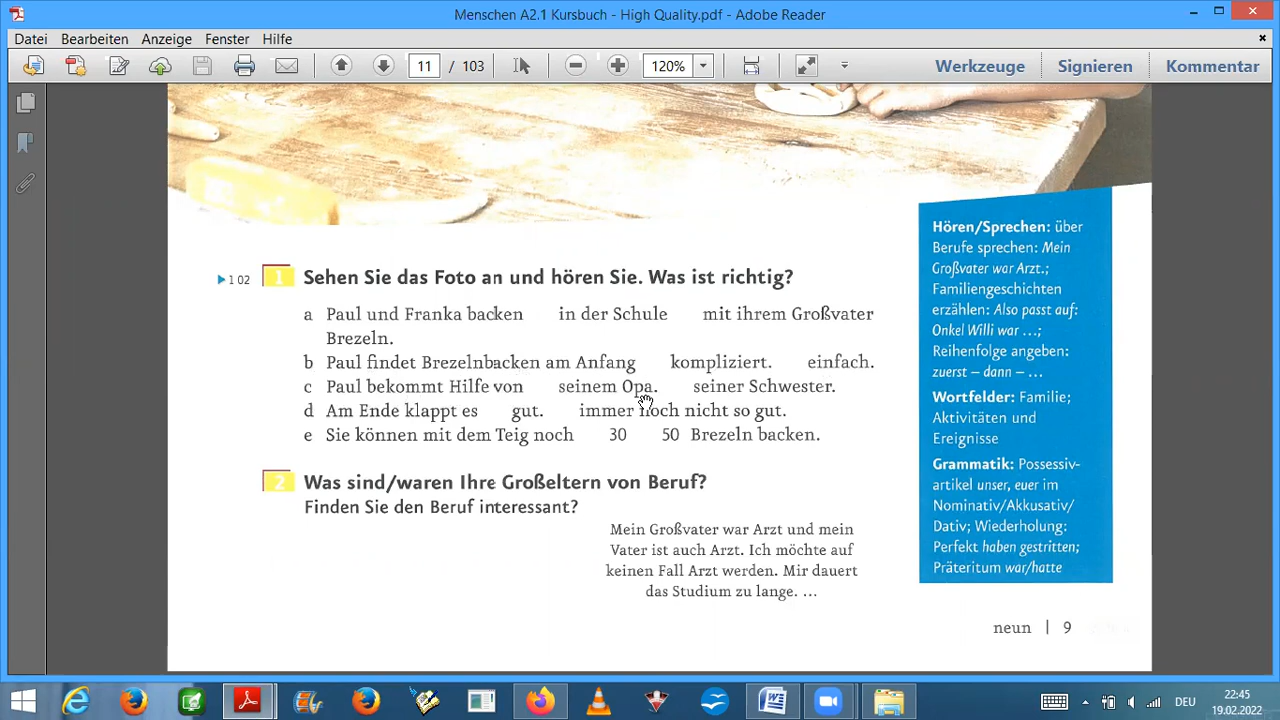 Menschen A2.1 Kursbuch - High Quality.pdf - Adobe Reader
Datei Bearbeiten Anzeige Fenster Hilfe
11 / 103 120% Werkzeuge Signieren Kommentar
1 02 1 Sehen Sie das Foto an und hören Sie. Was ist richtig?
a Paul und Franka backen in der Schule mit ihrem Großvater
Brezeln.
b Paul findet Brezelnbacken am Anfang kompliziert. einfach.
c Paul bekommt Hilfe von seinem Opa. seiner Schwester.
d Am Ende klappt es gut. immer noch nicht so gut.
e Sie können mit dem Teig noch 30 50 Brezeln backen.
2 Was sind/waren Ihre Großeltern von Beruf?
Finden Sie den Beruf interessant?
Mein Großvater war Arzt und mein
Vater ist auch Arzt. Ich möchte auf
keinen Fall Arzt werden. Mir dauert
das Studium zu lange. ...
Hören/Sprechen: über
Berufe sprechen: Mein
Großvater war Arzt.;
Familiengeschichten
erzählen: Also passt auf:
Onkel Willi war ...;
Reihenfolge angeben:
zuerst – dann – ...
Wortfelder: Familie;
Aktivitäten und
Ereignisse
Grammatik: Possessiv-
artikel unser, euer im
Nominativ/Akkusativ/
Dativ; Wiederholung:
Perfekt haben gestritten;
Präteritum war/hatte
neun | 9
DEU 22:45
19.02.2022